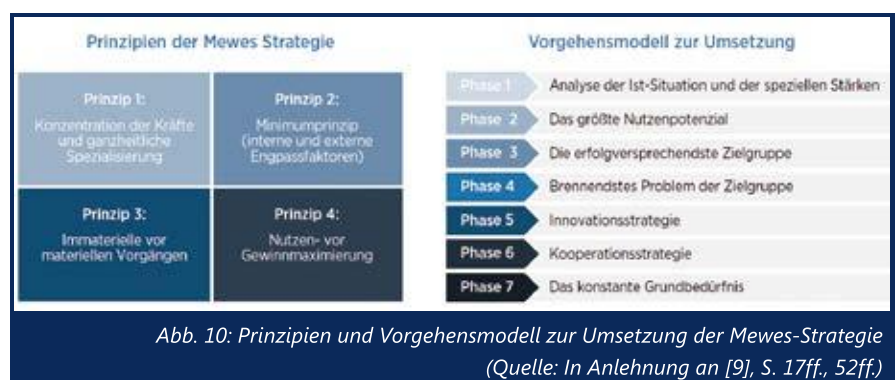 Prinzipien der Mewes Strategie
Prinzip 1:
Konzentration der Kräfte
und ganzheitliche
Spezialisierung
Prinzip 2:
Minimumprinzip
(interne und externe
Engpassfaktoren)
Prinzip 3:
Immaterielle vor
materiellen Vorgängen
Prinzip 4:
Nutzen- vor
Gewinnmaximierung
Vorgehensmodell zur Umsetzung
Phase 1 Analyse der Ist-Situation und der speziellen Stärken
Phase 2 Das größte Nutzenpotenzial
Phase 3 Die erfolgversprechendste Zielgruppe
Phase 4 Brennendstes Problem der Zielgruppe
Phase 5 Innovationsstrategie
Phase 6 Kooperationsstrategie
Phase 7 Das konstante Grundbedürfnis
Abb. 10: Prinzipien und Vorgehensmodell zur Umsetzung der Mewes-Strategie
(Quelle: In Anlehnung an [9], S. 17ff., 52ff.)